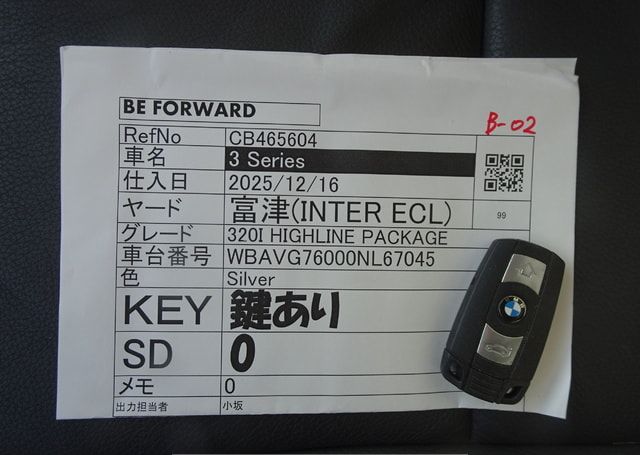 BE FORWARD
B-02
RefNo CB465604
車名 3 Series
仕入日 2025/12/16
ヤード 富津(INTER ECL) 99
グレード 320I HIGHLINE PACKAGE
車台番号 WBAVG76000NL67045
色 Silver
KEY 鍵あり
SD 0
メモ 0
出力担当者 小坂